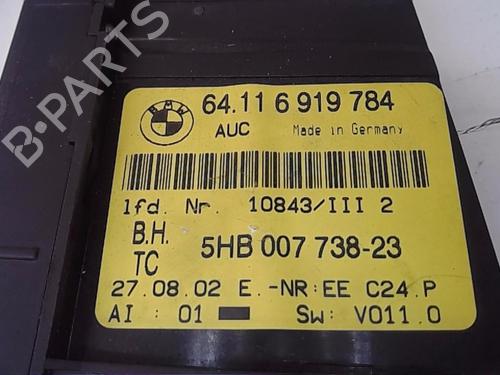 BMW
64.11 6 919 784
AUC Made in Germany
lfd. Nr. 10843/III 2
B.H. 5HB 007 738-23
TC
27.08.02 E.-NR:EE C24.P
AI : 01 Sw: V011.0
B-PARTS